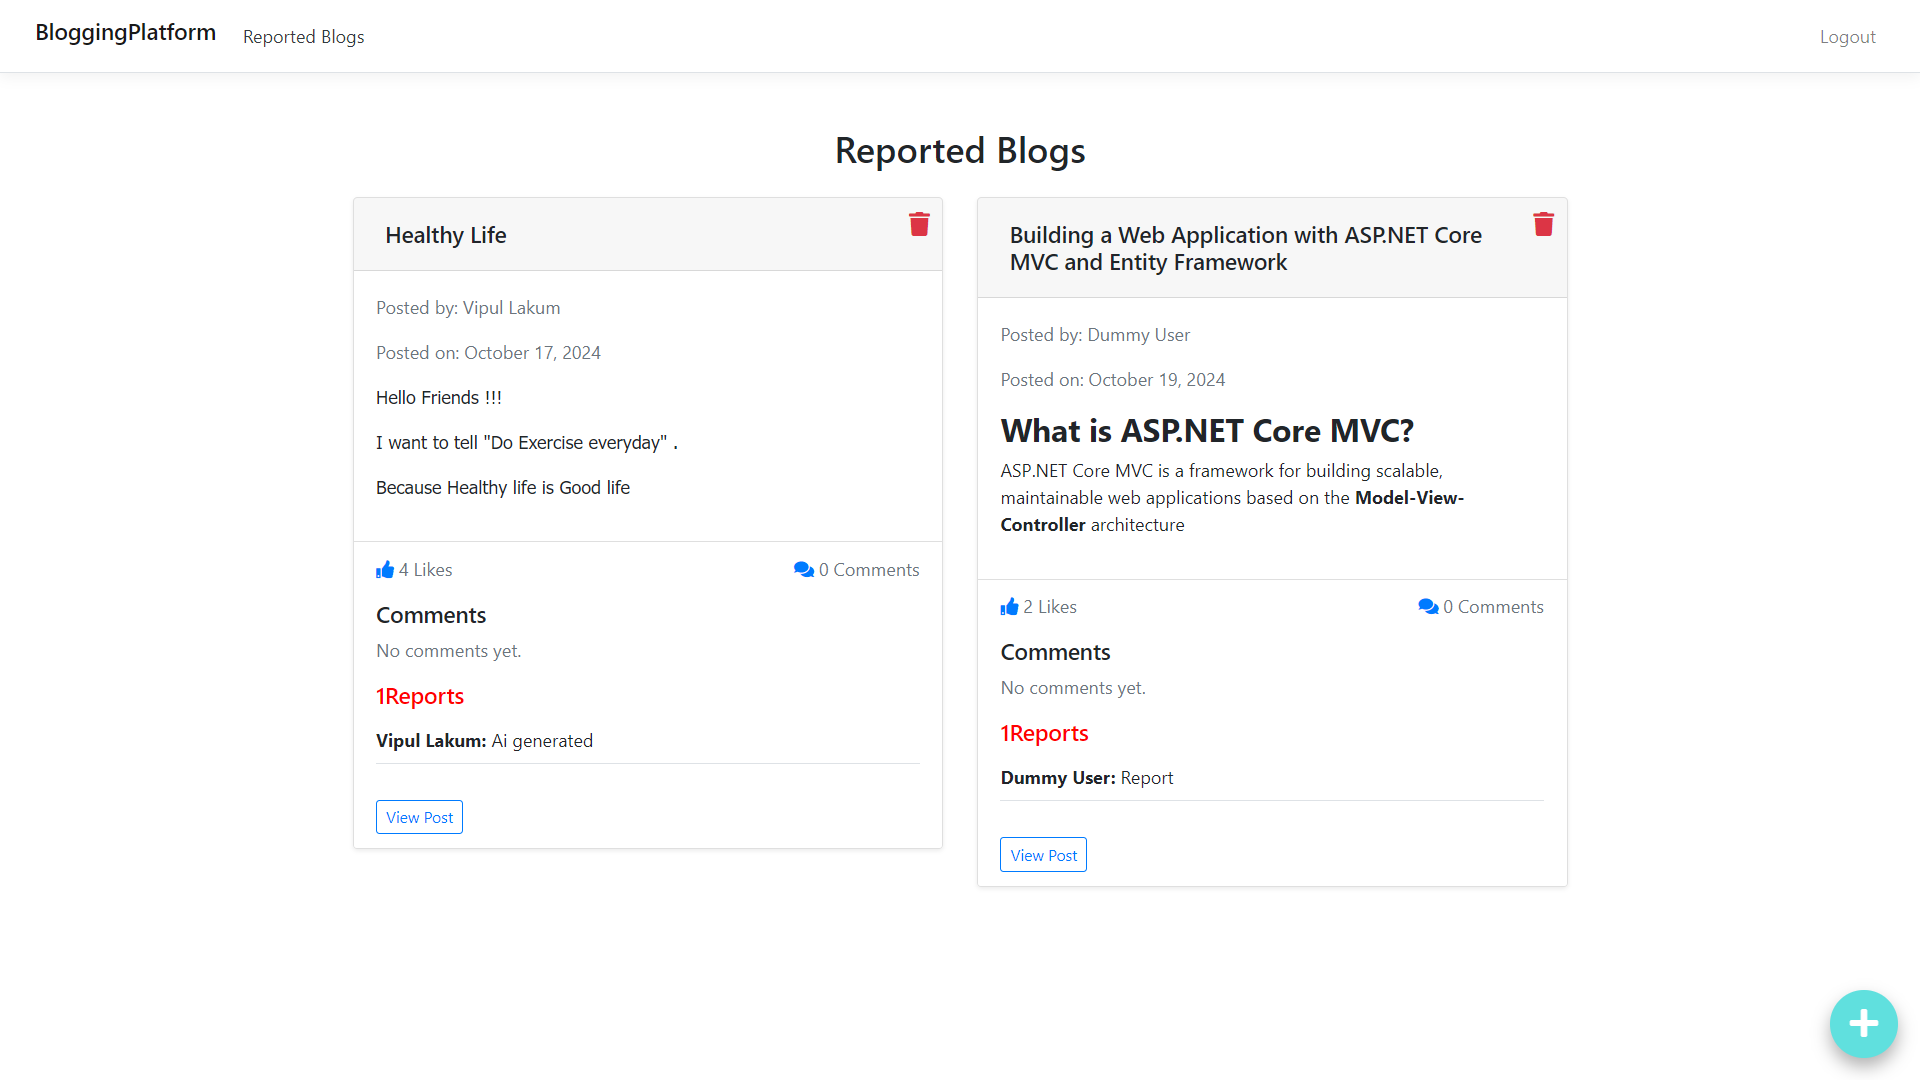 BloggingPlatform
Reported Blogs
Logout
Reported Blogs
Healthy Life
Posted by: Vipul Lakum
Posted on: October 17, 2024
Hello Friends !!!
I want to tell "Do Exercise everyday" .
Because Healthy life is Good life
4 Likes
0 Comments
Comments
No comments yet.
1Reports
Vipul Lakum: Ai generated
View Post
Building a Web Application with ASP.NET Core
MVC and Entity Framework
Posted by: Dummy User
Posted on: October 19, 2024
What is ASP.NET Core MVC?
ASP.NET Core MVC is a framework for building scalable,
maintainable web applications based on the Model-View-
Controller architecture
2 Likes
0 Comments
Comments
No comments yet.
1Reports
Dummy User: Report
View Post